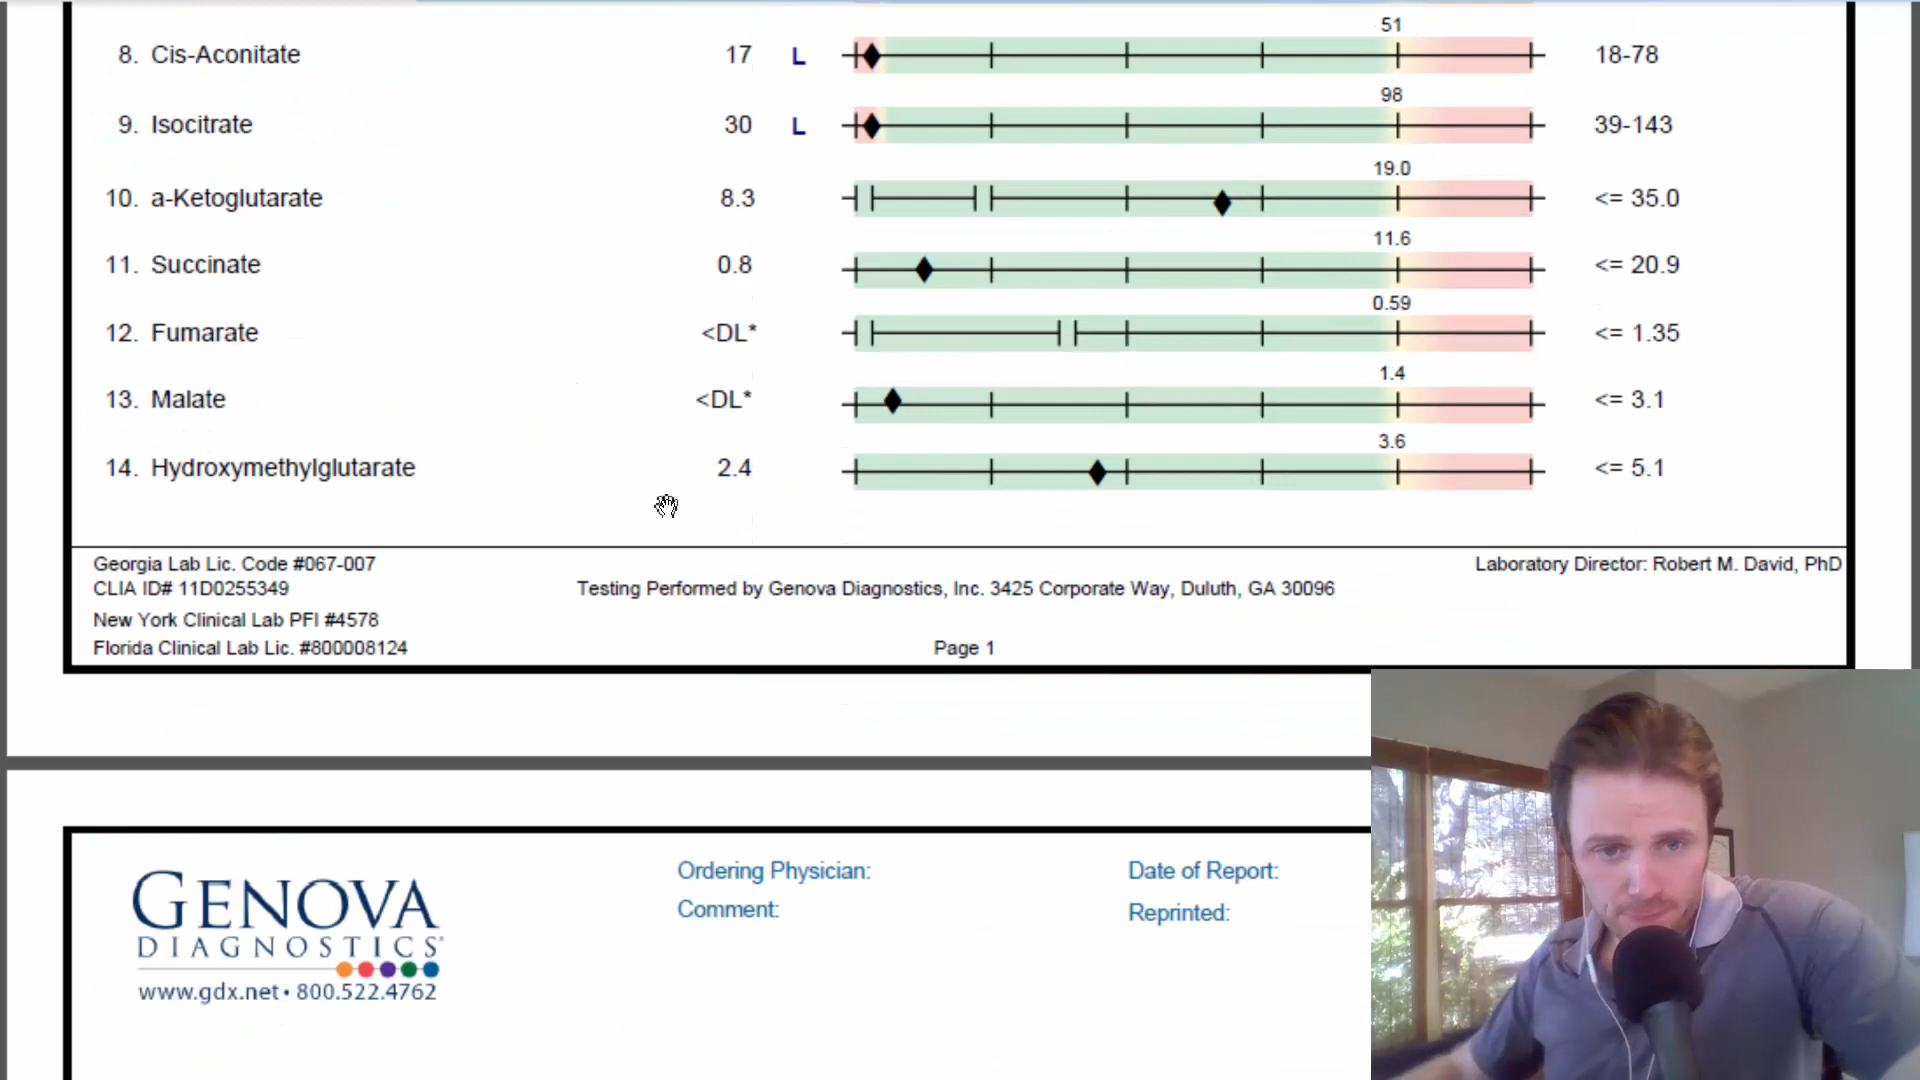 51
8. Cis-Aconitate 17 L 18-78
98
9. Isocitrate 30 L 39-143
19.0
10. a-Ketoglutarate 8.3 <= 35.0
11.6
11. Succinate 0.8 <= 20.9
0.59
12. Fumarate <DL* <= 1.35
1.4
13. Malate <DL* <= 3.1
3.6
14. Hydroxymethylglutarate 2.4 <= 5.1
Georgia Lab Lic. Code #067-007
Laboratory Director: Robert M. David, PhD
CLIA ID# 11D0255349
Testing Performed by Genova Diagnostics, Inc. 3425 Corporate Way, Duluth, GA 30096
New York Clinical Lab PFI #4578
Florida Clinical Lab Lic. #800008124
Page 1
GENOVA
DIAGNOSTICS
www.gdx.net • 800.522.4762
Ordering Physician:
Comment:
Date of Report:
Reprinted: